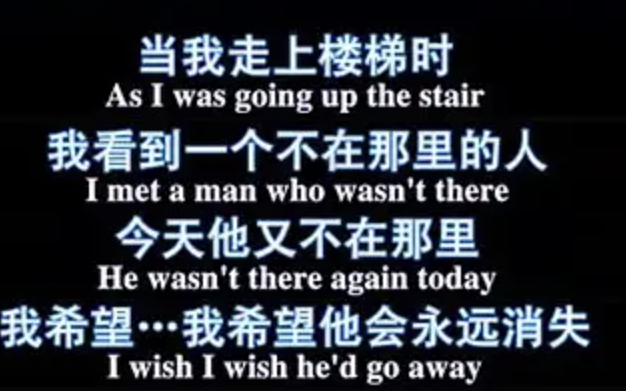 当我走上楼梯时
As I was going up the stair
我看到一个不在那里的人
I met a man who wasn't there
今天他又不在那里
He wasn't there again today
我希望…我希望他会永远消失
I wish I wish he'd go away